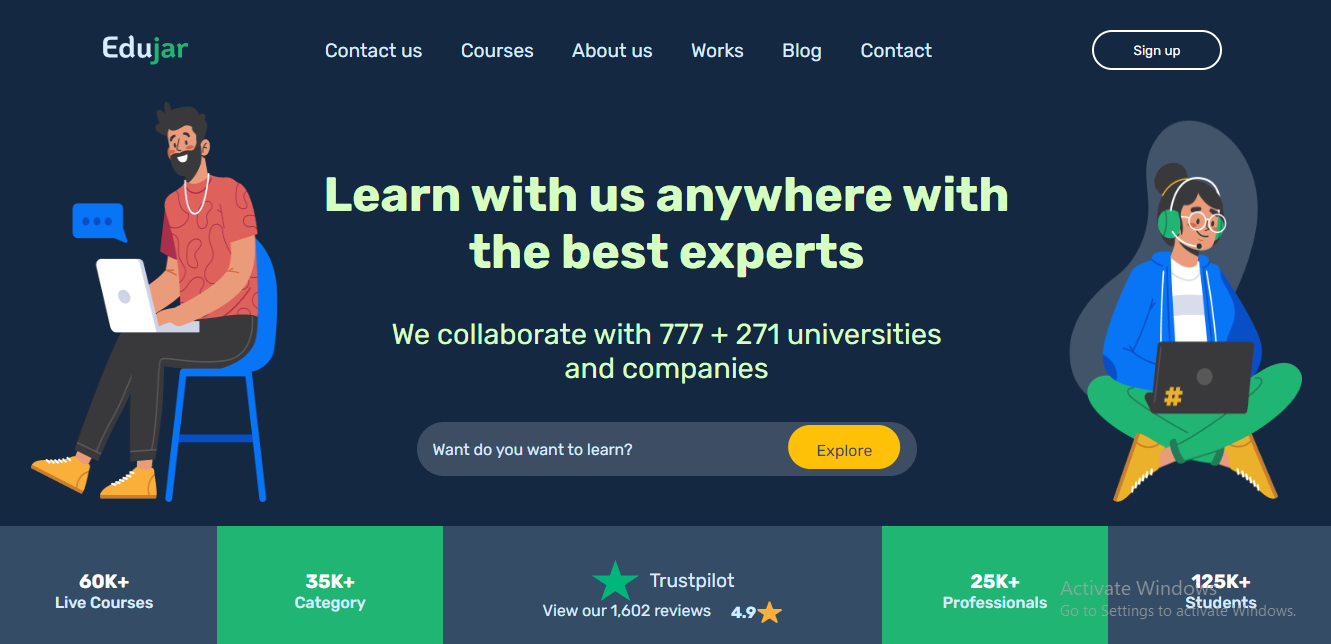 Edujar
Contact us Courses About us Works Blog Contact
Sign up
Learn with us anywhere with
the best experts
We collaborate with 777 + 271 universities
and companies
Want do you want to learn?
Explore
#
60K+
Live Courses
35K+
Category
Trustpilot
View our 1,602 reviews 4.9
25K+
Professionals
125K+
Students
Activate Windows
Go to Settings to activate Windows.